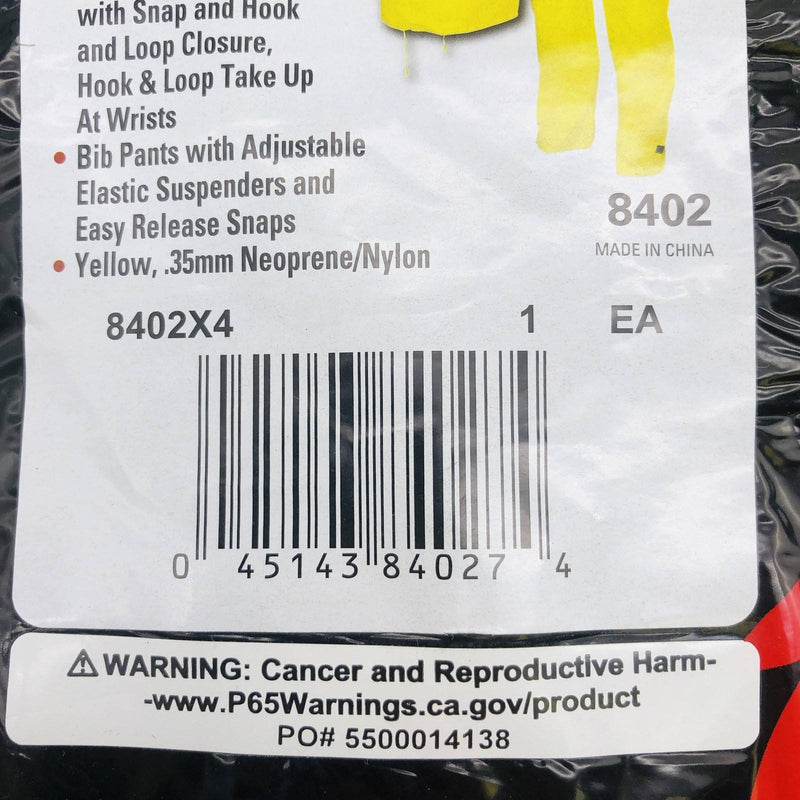 with Snap and Hook
and Loop Closure,
Hook & Loop Take Up
At Wrists
• Bib Pants with Adjustable
Elastic Suspenders and
Easy Release Snaps
• Yellow, .35mm Neoprene/Nylon
8402
MADE IN CHINA
8402X4 1 EA
0 45143 84027 4
⚠WARNING: Cancer and Reproductive Harm-
-www.P65Warnings.ca.gov/product
PO# 5500014138